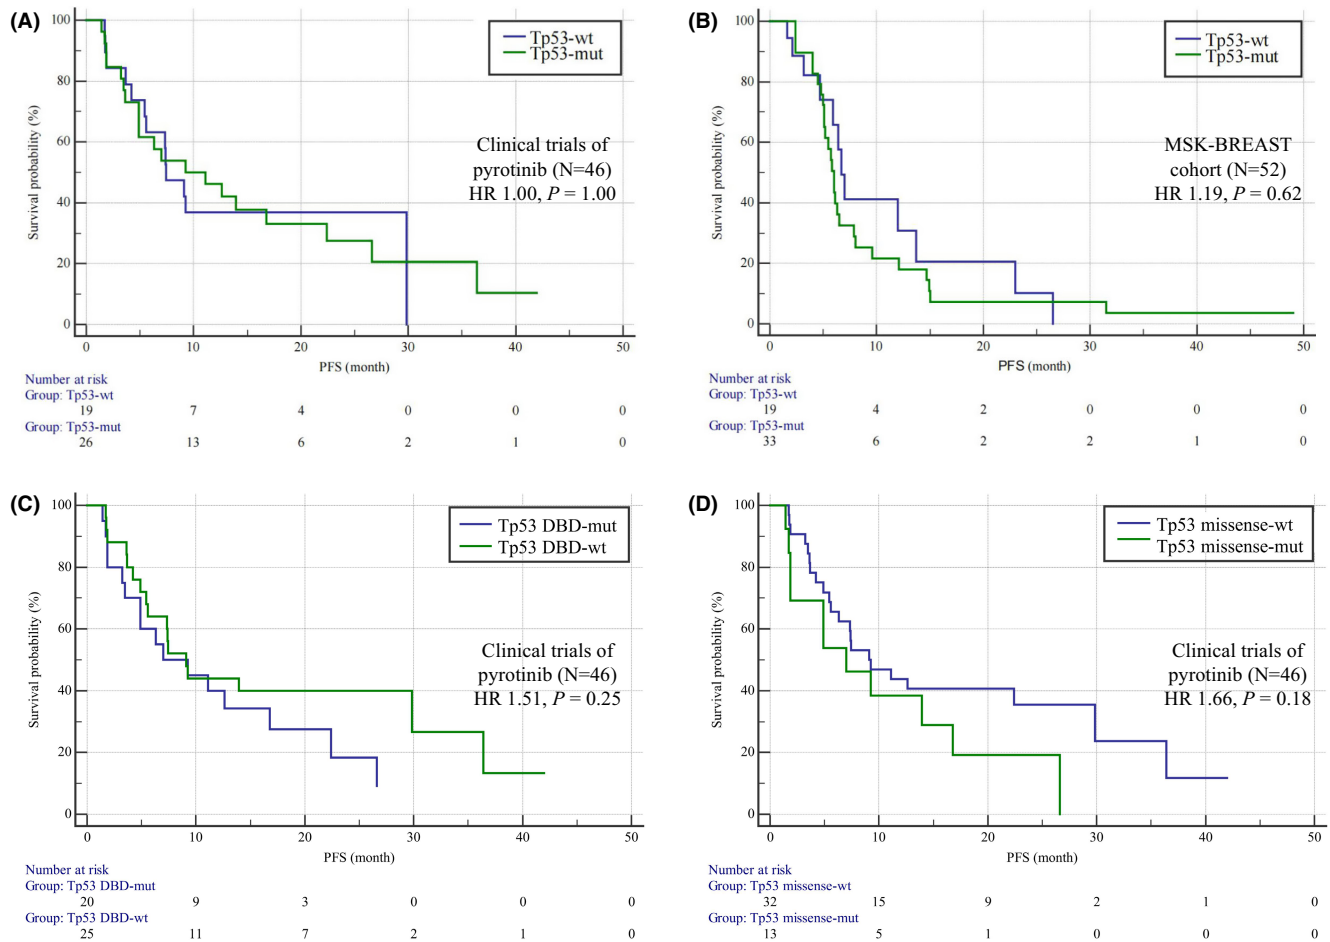 (A)
Survival probability (%)
100
80
60
40
20
0
Tp53-wt
Tp53-mut
Clinical trials of
pyrotinib (N=46)
HR 1.00, P = 1.00
0 10 20 30 40 50
PFS (month)
Number at risk
Group: Tp53-wt
19 7 4 0 0 0
Group: Tp53-mut
26 13 6 2 1 0
(B)
Survival probability (%)
100
80
60
40
20
0
Tp53-wt
Tp53-mut
MSK-BREAST
cohort (N=52)
HR 1.19, P = 0.62
0 10 20 30 40 50
PFS (month)
Number at risk
Group: Tp53-wt
19 4 2 0 0 0
Group: Tp53-mut
33 6 2 2 1 0
(C)
Survival probability (%)
100
80
60
40
20
0
Tp53 DBD-mut
Tp53 DBD-wt
Clinical trials of
pyrotinib (N=46)
HR 1.51, P = 0.25
0 10 20 30 40 50
PFS (month)
Number at risk
Group: Tp53 DBD-mut
20 9 3 0 0 0
Group: Tp53 DBD-wt
25 11 7 2 1 0
(D)
Survival probability (%)
100
80
60
40
20
0
Tp53 missense-wt
Tp53 missense-mut
Clinical trials of
pyrotinib (N=46)
HR 1.66, P = 0.18
0 10 20 30 40 50
PFS (month)
Number at risk
Group: Tp53 missense-wt
32 15 9 2 1 0
Group: Tp53 missense-mut
13 5 1 0 0 0